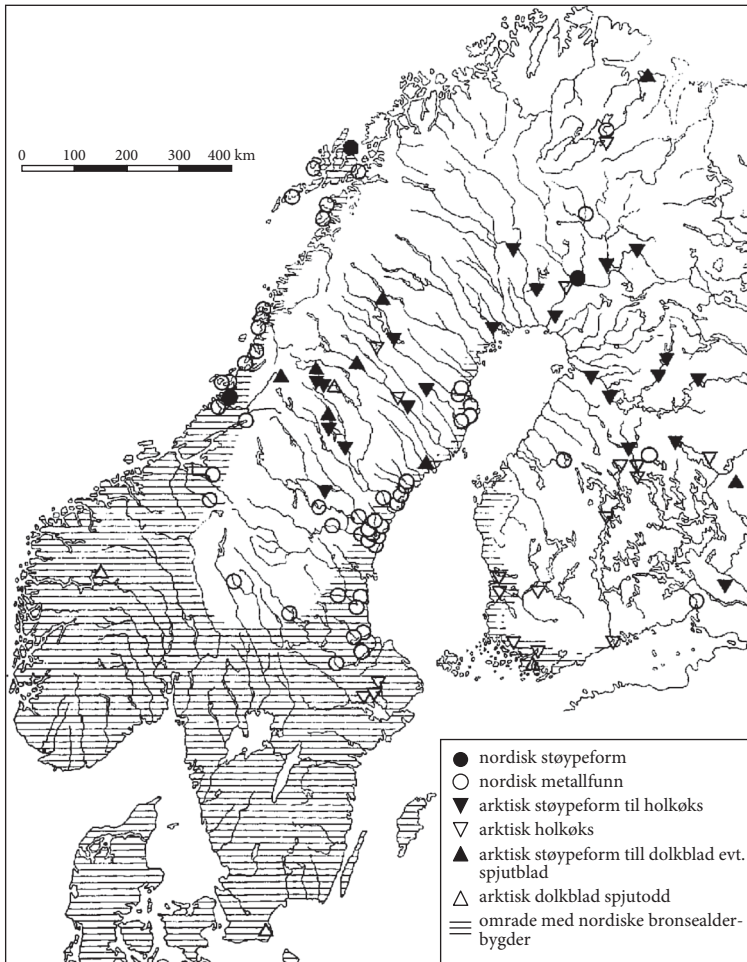 0 100 200 300 400 km
nordisk støypeform
nordisk metallfunn
arktisk støypeform til holkøks
arktisk holkøks
arktisk støypeform till dolkblad evt.
spjutblad
arktisk dolkblad spjutodd
område med nordiske bronsealder-
bygder